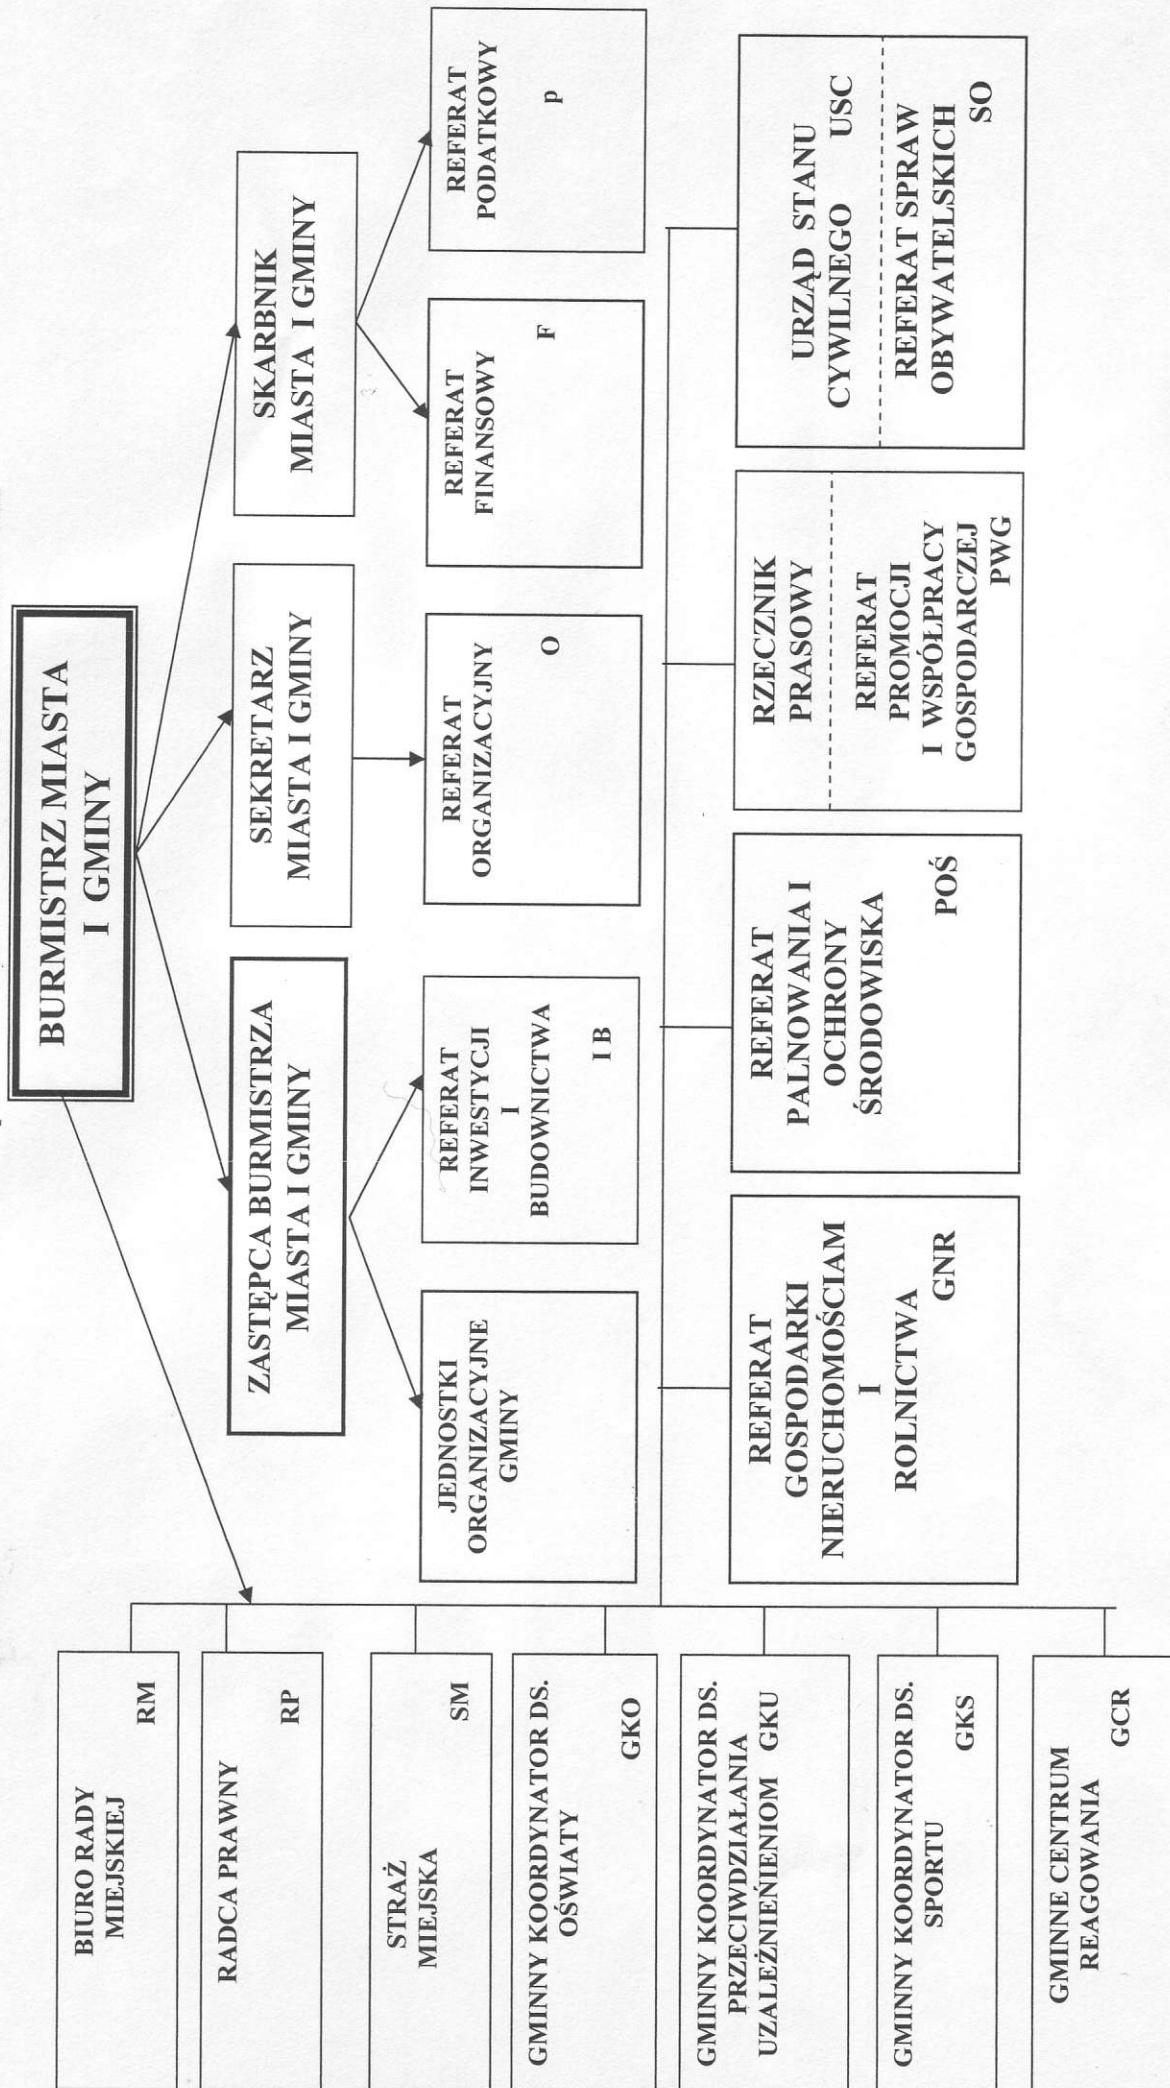 BURMISTRZ MIASTA
I GMINY
ZASTĘPCA BURMISTRZA
MIASTA I GMINY
SEKRETARZ
MIASTA I GMINY
SKARBNIK
MIASTA I GMINY
JEDNOSTKI
ORGANIZACYJNE
GMINY
REFERAT
INWESTYCJI
I
BUDOWNICTWA
I B
REFERAT
ORGANIZACYJNY
O
REFERAT
FINANSOWY
F
REFERAT
PODATKOWY
p
BIURO RADY
MIEJSKIEJ
RM
RADCA PRAWNY
RP
STRAŻ
MIEJSKA
SM
GMINNY KOORDYNATOR DS.
OŚWIATY
GKO
GMINNY KOORDYNATOR DS.
PRZECIWDZIAŁANIA
UZALEŻNIEŃIENIOM GKU
GMINNY KOORDYNATOR DS.
SPORTU
GKS
GMINNE CENTRUM
REAGOWANIA
GCR
REFERAT
GOSPODARKI
NIERUCHOMOŚCIAM
I
ROLNICTWA
GNR
REFERAT
PALNOWANIA I
OCHRONY
ŚRODOWISKA
POŚ
RZECZNIK
PRASOWY
REFERAT
PROMOCJI
I WSPÓŁPRACY
GOSPODARCZEJ
PWG
URZĄD STANU
CYWILNEGO USC
REFERAT SPRAW
OBYWATELSKICH
SO